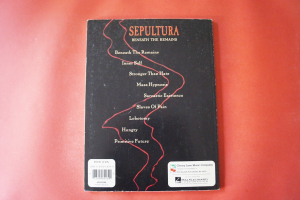 SEPULTURA
BENEATH THE REMAINS
Beneath The Remains
Inner Self
Stronger Than Hate
Mass Hypnosis
Sarcastic Existence
Slaves Of Pain
Lobotomy
Hungry
Primitive Future